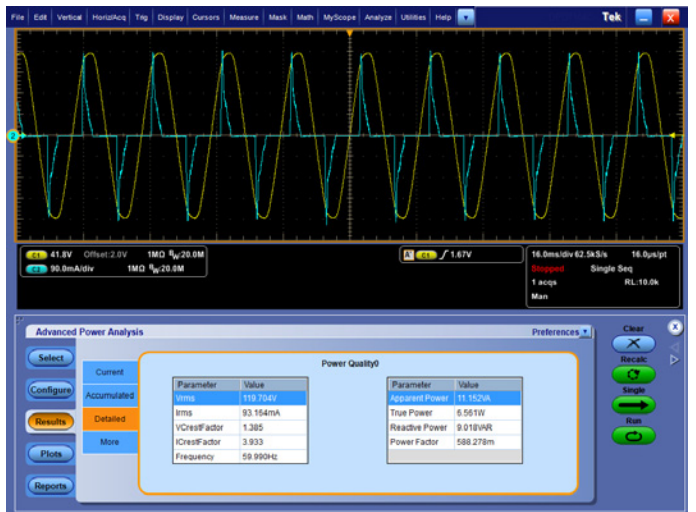 File Edit Vertical Horiz/Acq Trig Display Cursors Measure Mask Math MyScope Analyze Utilities Help Tek X
C1 41.8V Offset:2.0V 1MΩ BW:20.0M
C2 90.0mA/div 1MΩ BW:20.0M
A' C1 1.67V
16.0ms/div 62.5kS/s 16.0µs/pt
Stopped Single Seq
1 acqs RL:10.0k
Man
Advanced Power Analysis Preferences
Clear
Select
Configure
Results
Plots
Reports
Current
Accumulated
Detailed
More
Power Quality0
Parameter Value
Vrms 119.704V
Irms 93.164mA
VCrestFactor 1.385
ICrestFactor 3.933
Frequency 59.990Hz
Parameter Value
Apparent Power 11.152VA
True Power 6.561W
Reactive Power 9.018VAR
Power Factor 588.278m
Recalc
Single
Run